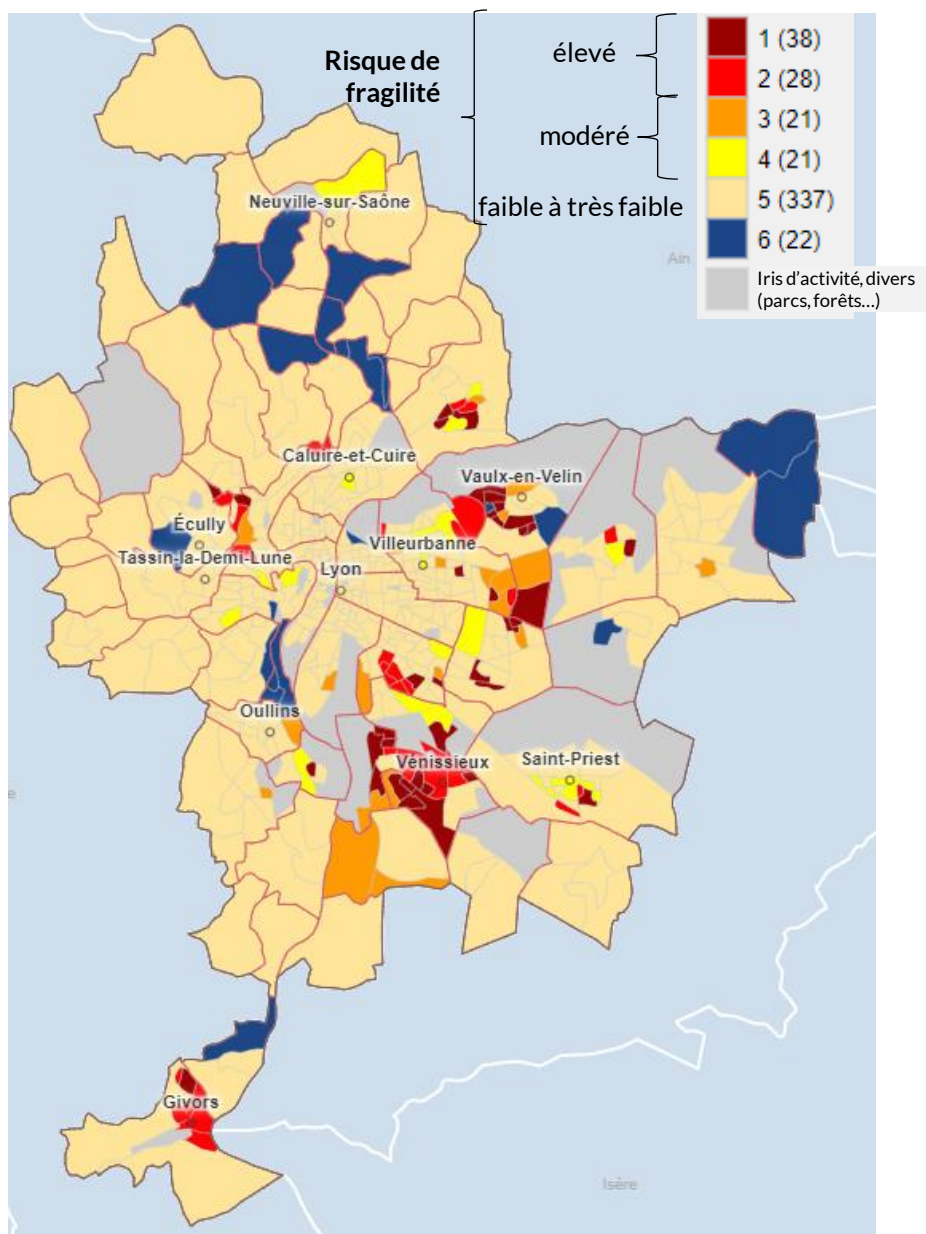 Risque de
fragilité
élevé
modéré
faible à très faible
1 (38)
2 (28)
3 (21)
4 (21)
5 (337)
6 (22)
Iris d’activité, divers
(parcs, forêts…)
Neuville-sur-Saône
Ain
Caluire-et-Cuire
Vaulx-en-Velin
Écully
Villeurbanne
Tassin-la-Demi-Lune
Lyon
Oullins
Vénissieux
Saint-Priest
e
Givors
Isère